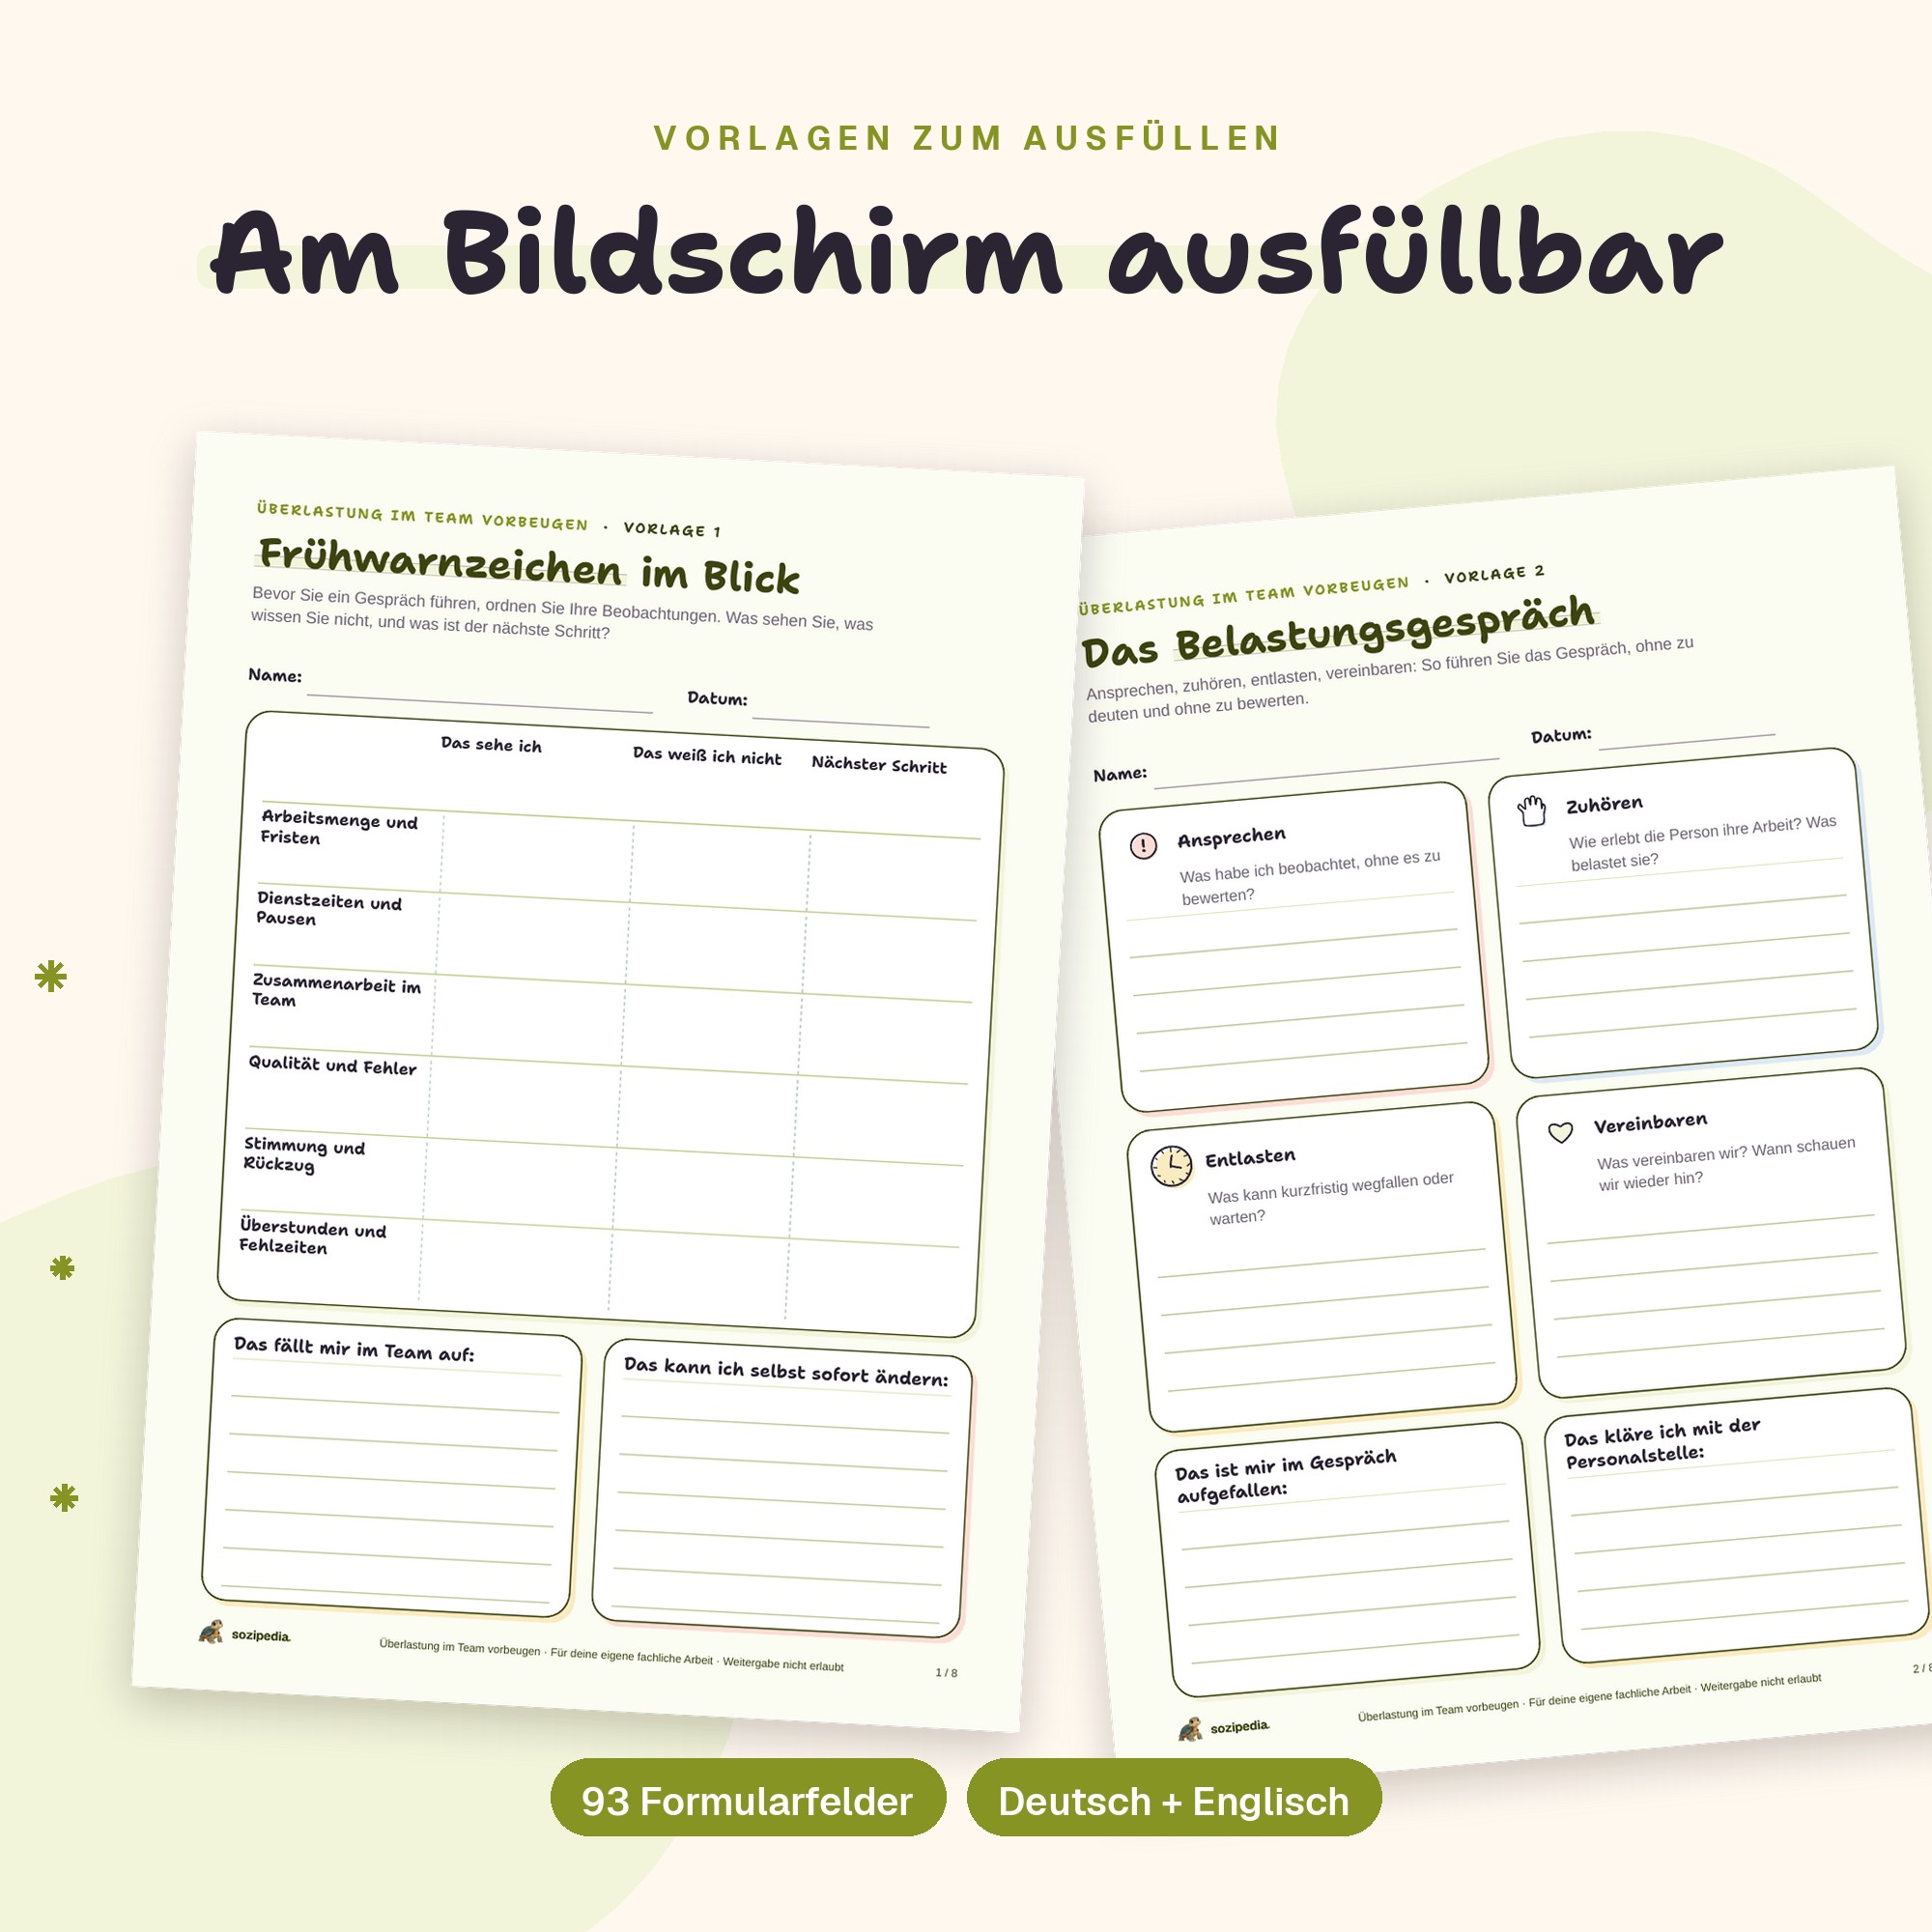 VORLAGEN ZUM AUSFÜLLEN
Am Bildschirm ausfüllbar
ÜBERLASTUNG IM TEAM VORBEUGEN · VORLAGE 1
Frühwarnzeichen im Blick
Bevor Sie ein Gespräch führen, ordnen Sie Ihre Beobachtungen. Was sehen Sie, was
wissen Sie nicht, und was ist der nächste Schritt?
Name:
Datum:
Das sehe ich
Das weiß ich nicht
Nächster Schritt
Arbeitsmenge und
Fristen
Dienstzeiten und
Pausen
Zusammenarbeit im
Team
Qualität und Fehler
Stimmung und
Rückzug
Überstunden und
Fehlzeiten
Das fällt mir im Team auf:
Das kann ich selbst sofort ändern:
sozipedia.
Überlastung im Team vorbeugen · Für deine eigene fachliche Arbeit · Weitergabe nicht erlaubt
1 / 8
ÜBERLASTUNG IM TEAM VORBEUGEN · VORLAGE 2
Das Belastungsgespräch
Ansprechen, zuhören, entlasten, vereinbaren: So führen Sie das Gespräch, ohne zu
deuten und ohne zu bewerten.
Name:
Datum:
Ansprechen
Was habe ich beobachtet, ohne es zu
bewerten?
Zuhören
Wie erlebt die Person ihre Arbeit? Was
belastet sie?
Entlasten
Was kann kurzfristig wegfallen oder
warten?
Vereinbaren
Was vereinbaren wir? Wann schauen
wir wieder hin?
Das ist mir im Gespräch
aufgefallen:
Das kläre ich mit der
Personalstelle:
sozipedia.
Überlastung im Team vorbeugen · Für deine eigene fachliche Arbeit · Weitergabe nicht erlaubt
2 / 8
93 Formularfelder
Deutsch + Englisch